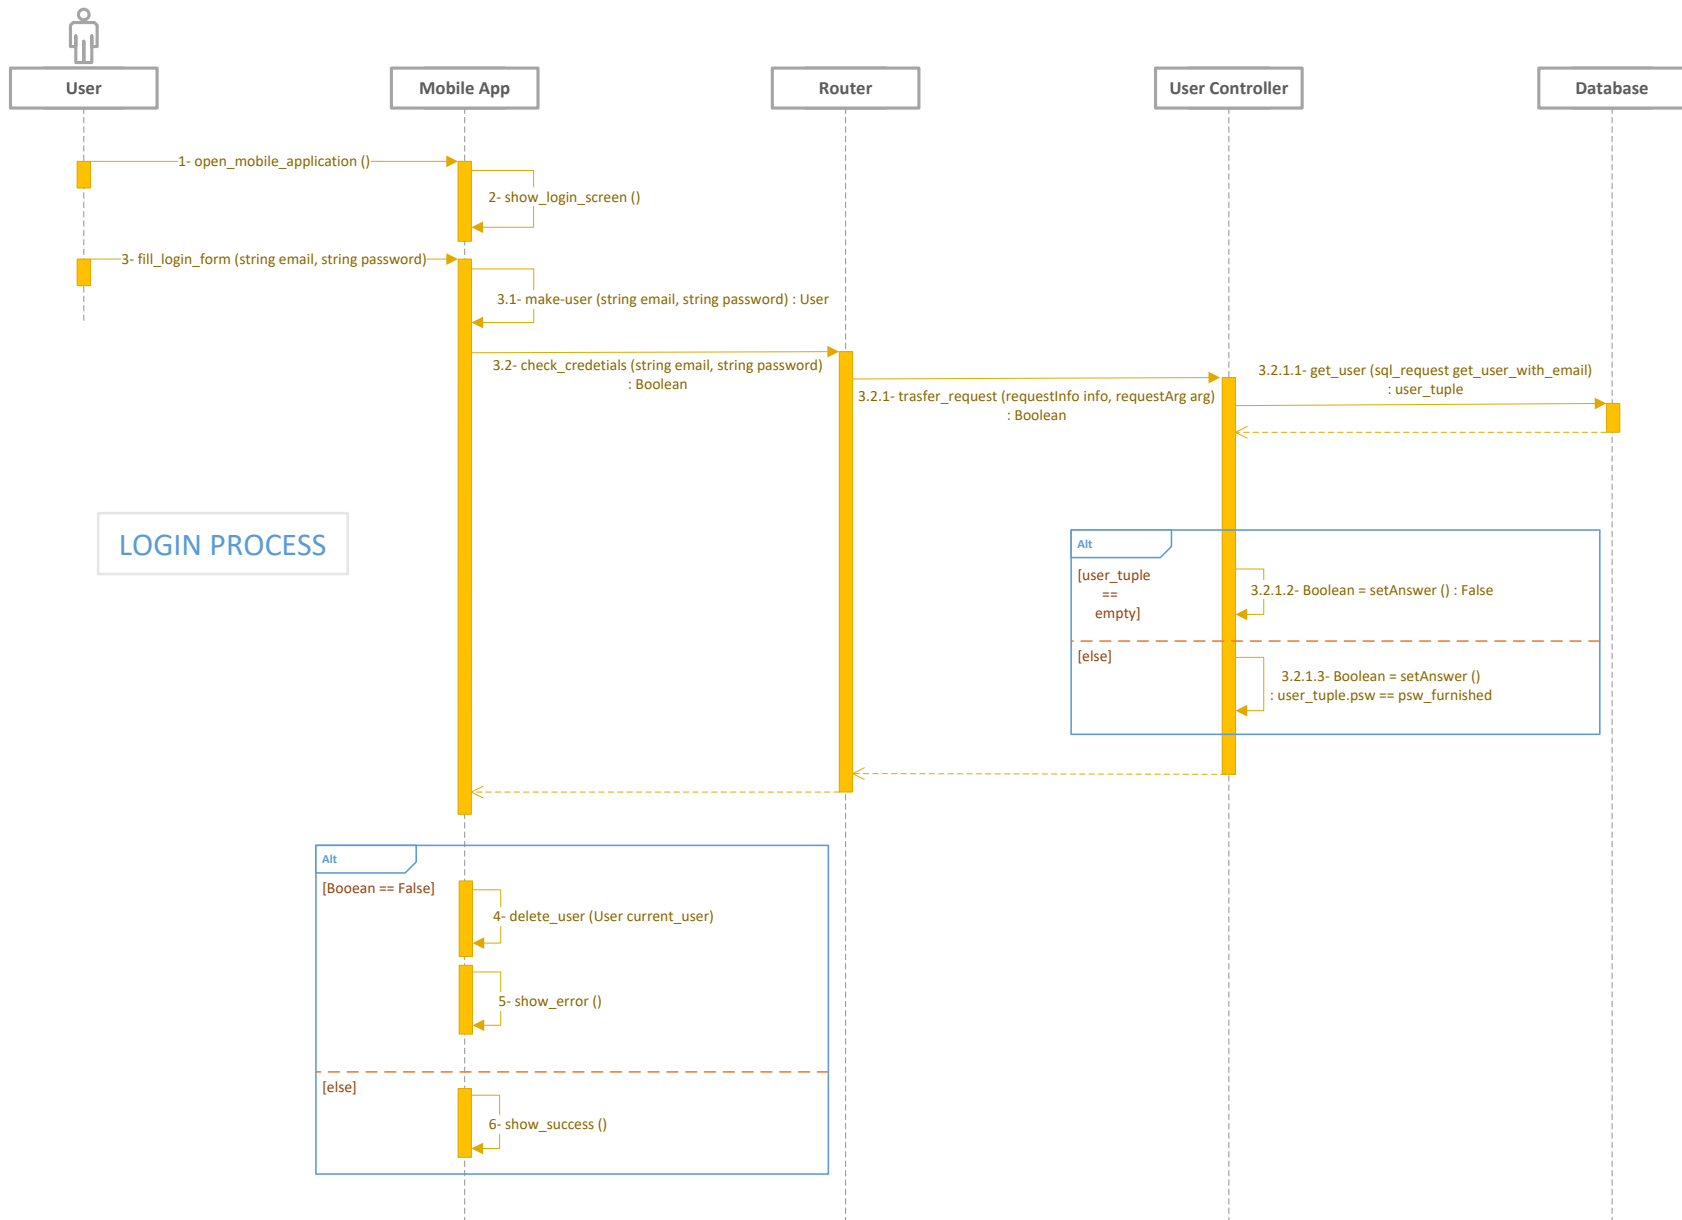 User
Mobile App
Router
User Controller
Database
1- open_mobile_application ()
2- show_login_screen ()
3- fill_login_form (string email, string password)
3.1- make-user (string email, string password) : User
3.2- check_credetials (string email, string password)
: Boolean
3.2.1- trasfer_request (requestInfo info, requestArg arg)
: Boolean
3.2.1.1- get_user (sql_request get_user_with_email)
: user_tuple
LOGIN PROCESS
Alt
[user_tuple
==
empty]
3.2.1.2- Boolean = setAnswer () : False
[else]
3.2.1.3- Boolean = setAnswer ()
: user_tuple.psw == psw_furnished
Alt
[Booean == False]
4- delete_user (User current_user)
5- show_error ()
[else]
6- show_success ()